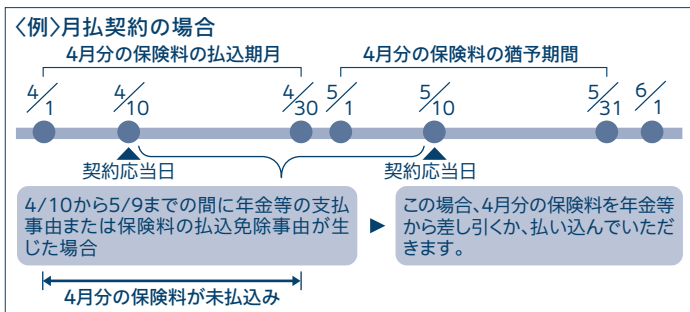 〈例〉月払契約の場合
4月分の保険料の払込期月
4月分の保険料の猶予期間
4/1 4/10 4/30 5/1 5/10 5/31 6/1
契約応当日 契約応当日
4/10から5/9までの間に年金等の支払
事由または保険料の払込免除事由が生
じた場合
▶
この場合、4月分の保険料を年金等
から差し引くか、払い込んでいただ
きます。
4月分の保険料が未払込み